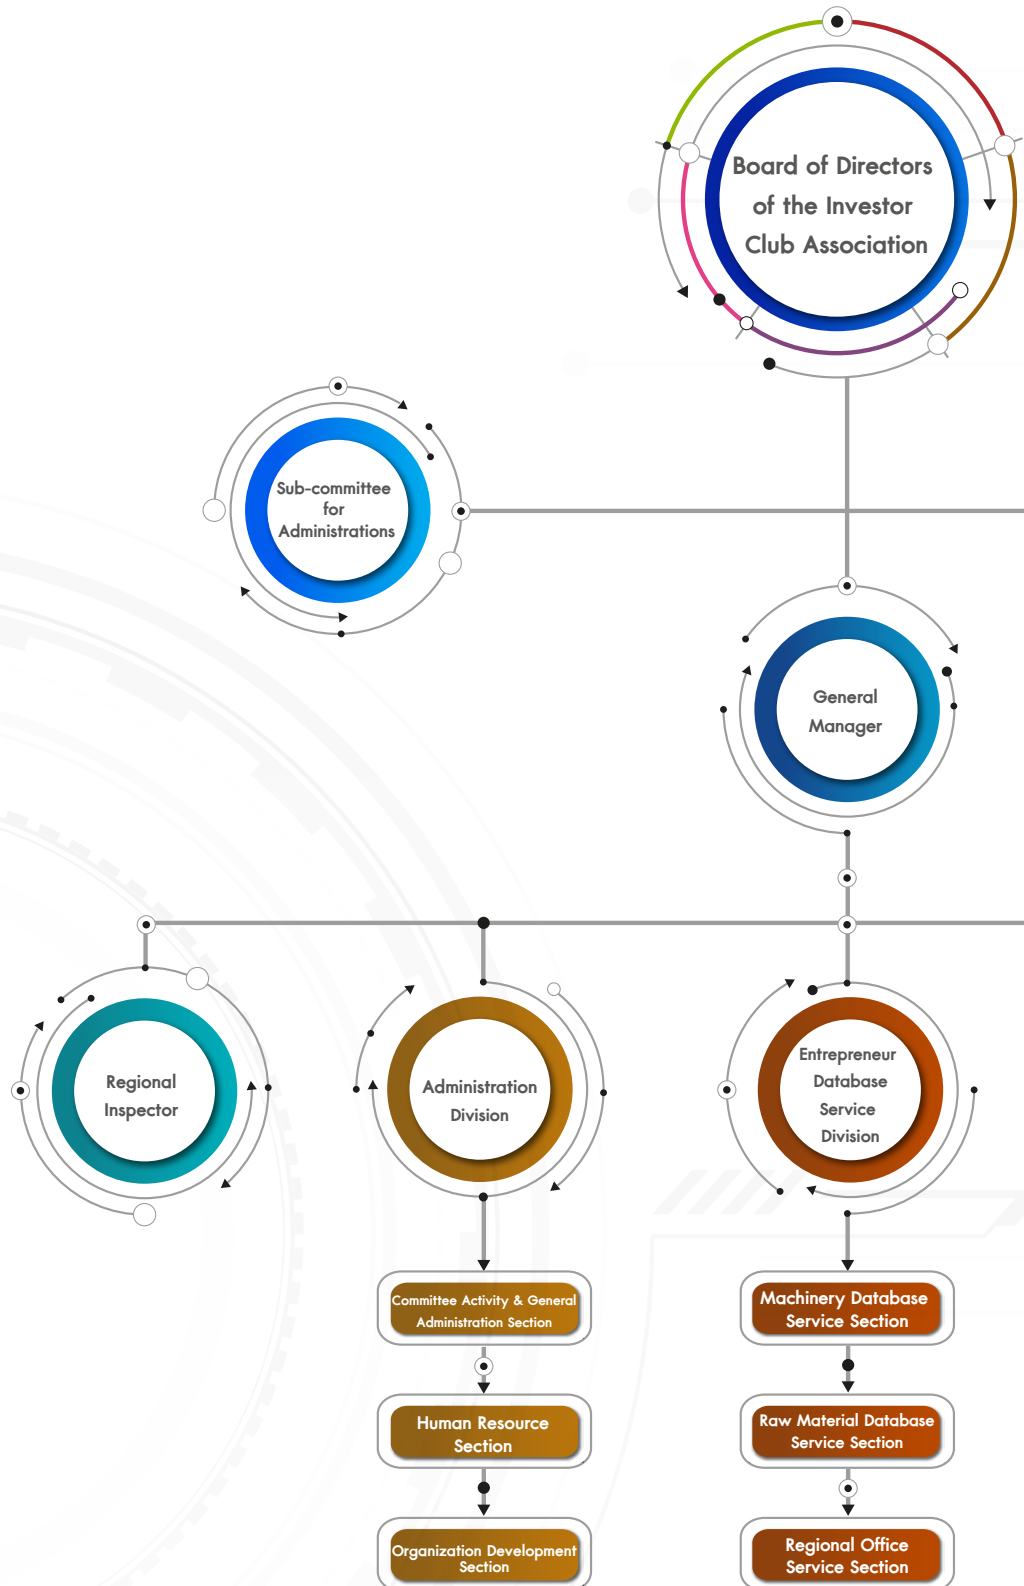 Board of Directors
of the Investor
Club Association
Sub-committee
for
Administrations
General
Manager
Regional
Inspector
Administration
Division
Entrepreneur
Database
Service
Division
Committee Activity & General
Administration Section
Machinery Database
Service Section
Human Resource
Section
Raw Material Database
Service Section
Organization Development
Section
Regional Office
Service Section